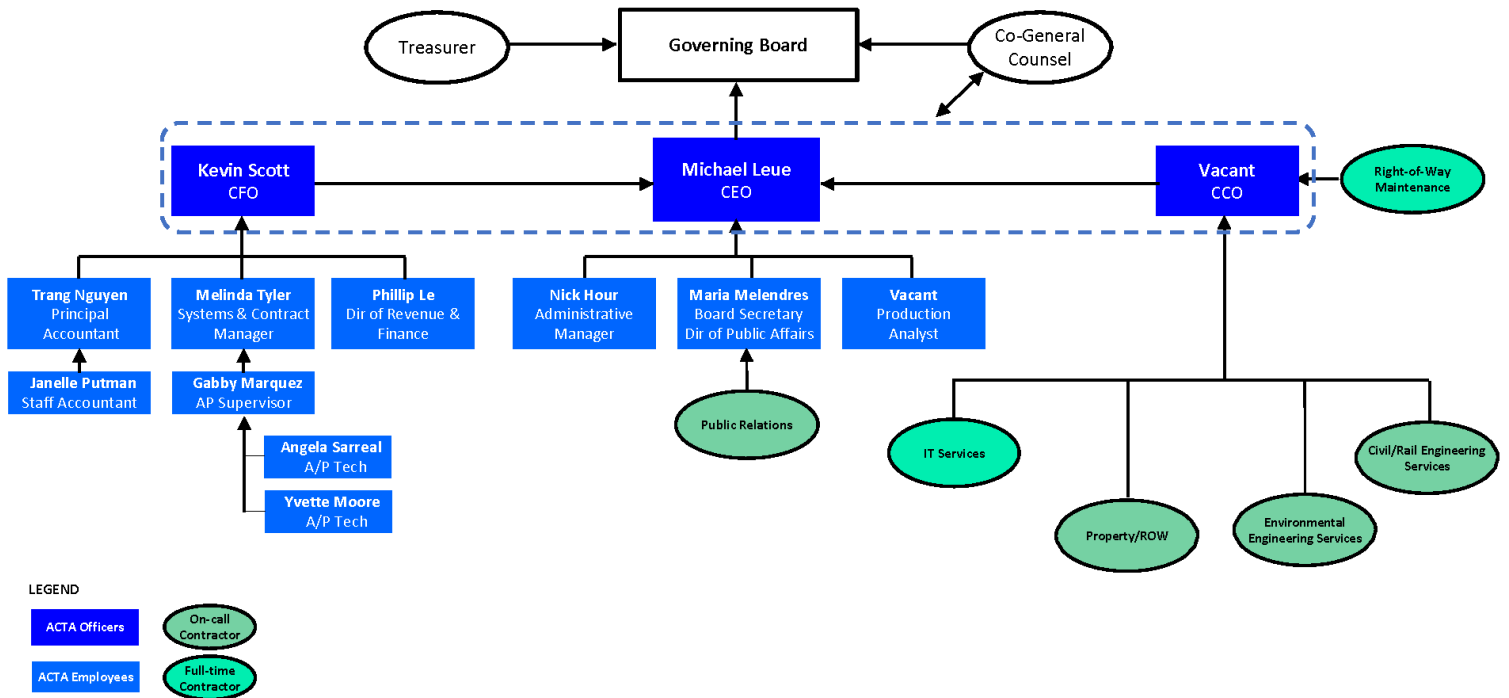 Treasurer
Governing Board
Co-General
Counsel
Kevin Scott
CFO
Michael Leue
CEO
Vacant
CCO
Right-of-Way
Maintenance
Trang Nguyen
Principal
Accountant
Melinda Tyler
Systems & Contract
Manager
Phillip Le
Dir of Revenue &
Finance
Nick Hour
Administrative
Manager
Maria Melendres
Board Secretary
Dir of Public Affairs
Vacant
Production
Analyst
Janelle Putman
Staff Accountant
Gabby Marquez
AP Supervisor
Angela Sarreal
A/P Tech
Yvette Moore
A/P Tech
Public Relations
IT Services
Property/ROW
Environmental
Engineering Services
Civil/Rail Engineering
Services
LEGEND
ACTA Officers
On-call
Contractor
ACTA Employees
Full-time
Contractor